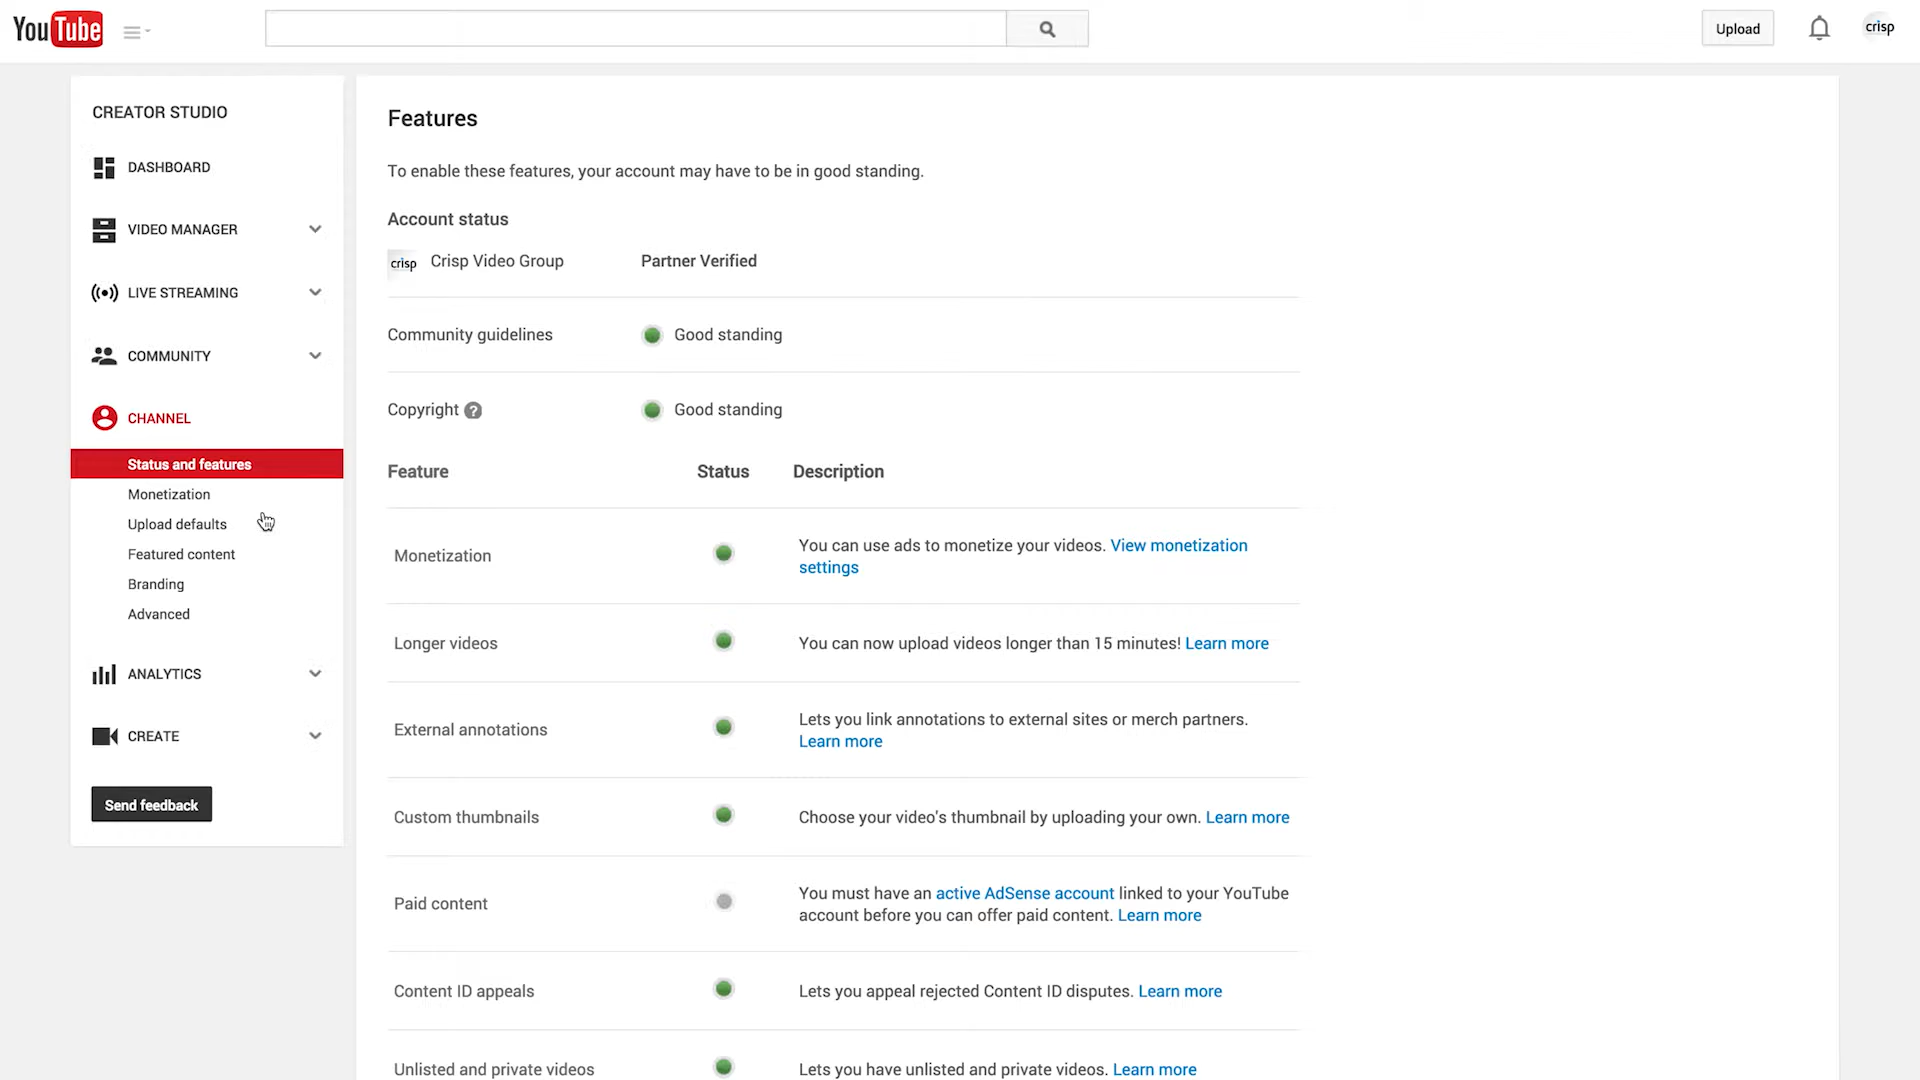 YouTube
Upload
crisp
CREATOR STUDIO
DASHBOARD
VIDEO MANAGER
LIVE STREAMING
COMMUNITY
CHANNEL
Status and features
Monetization
Upload defaults
Featured content
Branding
Advanced
ANALYTICS
CREATE
Send feedback
Features
To enable these features, your account may have to be in good standing.
Account status
crisp Crisp Video Group Partner Verified
Community guidelines Good standing
Copyright ? Good standing
Feature Status Description
Monetization You can use ads to monetize your videos. View monetization
settings
Longer videos You can now upload videos longer than 15 minutes! Learn more
External annotations Lets you link annotations to external sites or merch partners.
Learn more
Custom thumbnails Choose your video's thumbnail by uploading your own. Learn more
Paid content You must have an active AdSense account linked to your YouTube
account before you can offer paid content. Learn more
Content ID appeals Lets you appeal rejected Content ID disputes. Learn more
Unlisted and private videos Lets you have unlisted and private videos. Learn more